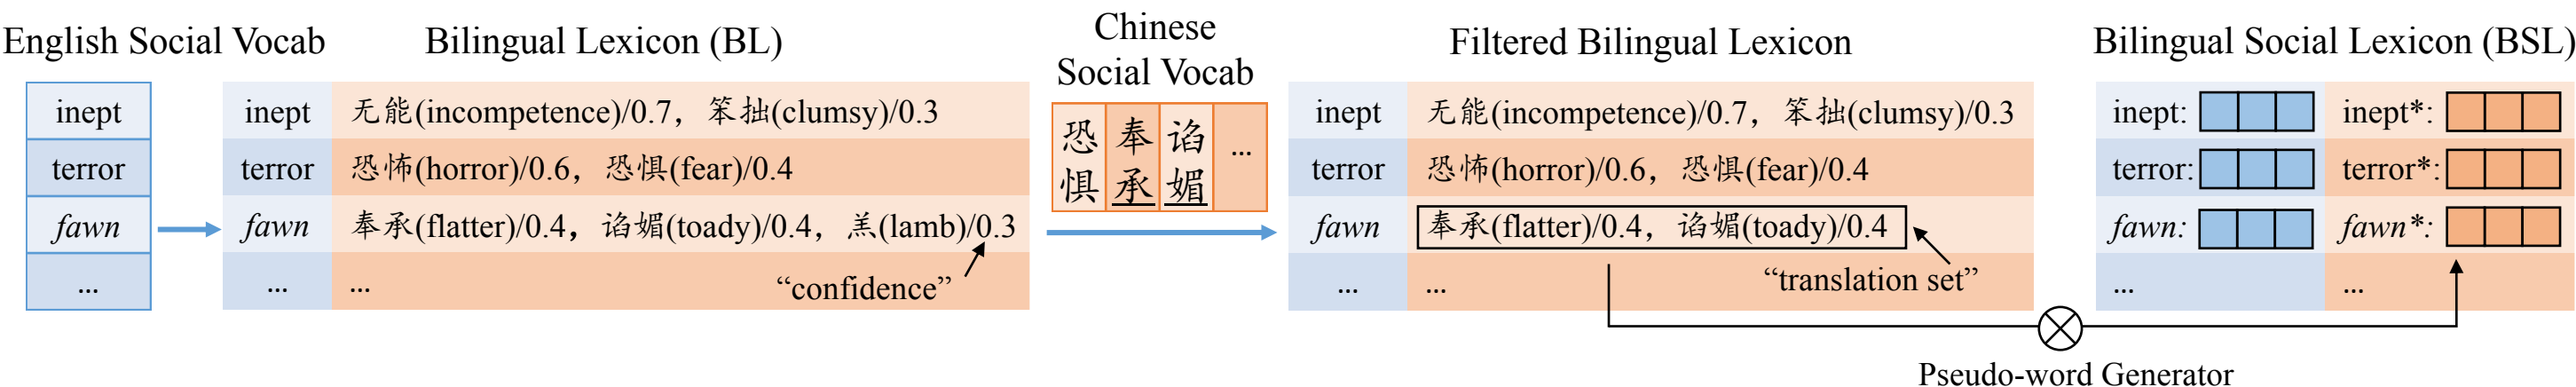 English Social Vocab
inept
terror
fawn
...
Bilingual Lexicon (BL)
inept 无能(incompetence)/0.7, 笨拙(clumsy)/0.3
terror 恐怖(horror)/0.6, 恐惧(fear)/0.4
fawn 奉承(flatter)/0.4, 谄媚(toady)/0.4, 羔(lamb)/0.3
... ...
“confidence”
Chinese
Social Vocab
恐惧 奉承 谄媚 ...
Filtered Bilingual Lexicon
inept 无能(incompetence)/0.7, 笨拙(clumsy)/0.3
terror 恐怖(horror)/0.6, 恐惧(fear)/0.4
fawn 奉承(flatter)/0.4, 谄媚(toady)/0.4
... ...
“translation set”
Bilingual Social Lexicon (BSL)
inept: inept*:
terror: terror*:
fawn: fawn*:
... ...
Pseudo-word Generator